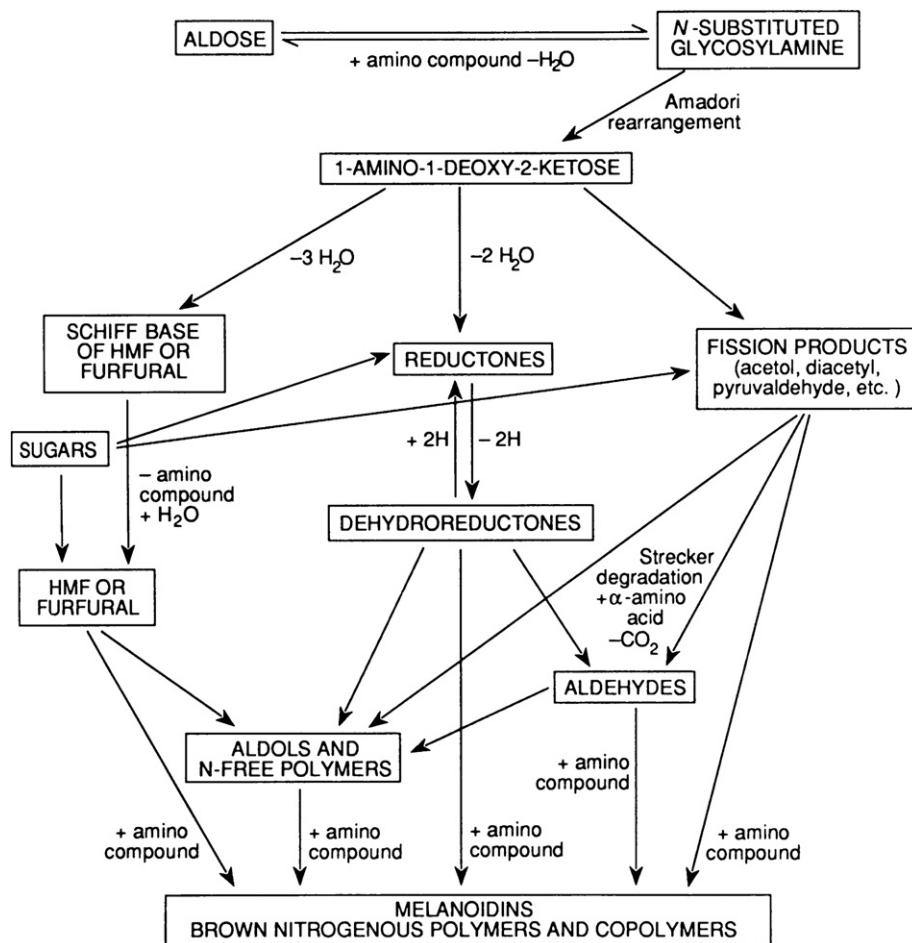 ALDOSE
+ amino compound –H2O
N-SUBSTITUTED
GLYCOSYLAMINE
Amadori
rearrangement
1-AMINO-1-DEOXY-2-KETOSE
–3 H2O
–2 H2O
SCHIFF BASE
OF HMF OR
FURFURAL
REDUCTONES
FISSION PRODUCTS
(acetol, diacetyl,
pyruvaldehyde, etc. )
SUGARS
+ 2H
– 2H
– amino
compound
+ H2O
DEHYDROREDUCTONES
HMF OR
FURFURAL
Strecker
degradation
+α-amino
acid
–CO2
ALDEHYDES
ALDOLS AND
N-FREE POLYMERS
+ amino
compound
+ amino
compound
+ amino
compound
+ amino
compound
+ amino
compound
MELANOIDINS
BROWN NITROGENOUS POLYMERS AND COPOLYMERS